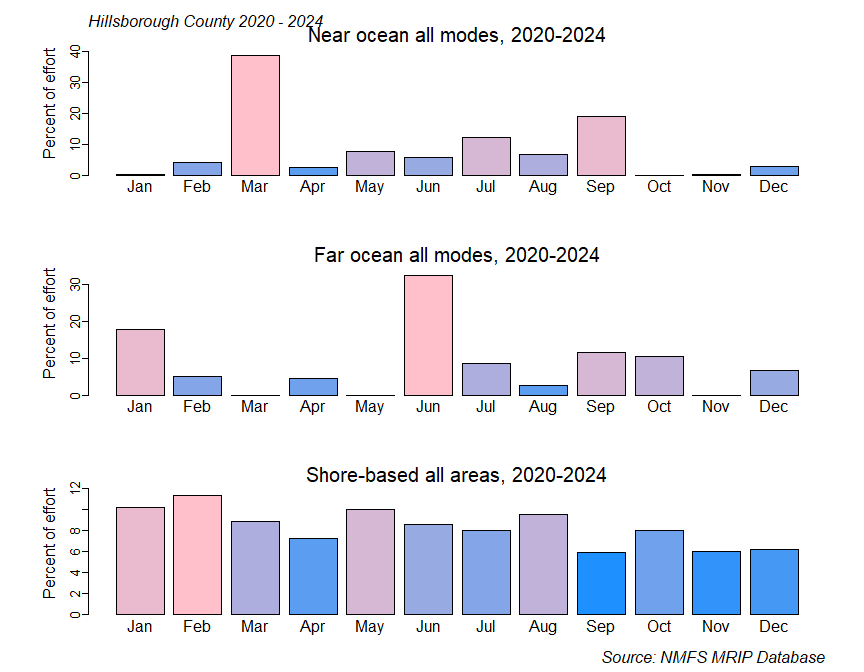 Hillsborough County 2020 - 2024
Near ocean all modes, 2020-2024
Percent of effort
0 10 20 30 40
Jan Feb Mar Apr May Jun Jul Aug Sep Oct Nov Dec
Far ocean all modes, 2020-2024
Percent of effort
0 10 20 30
Jan Feb Mar Apr May Jun Jul Aug Sep Oct Nov Dec
Shore-based all areas, 2020-2024
Percent of effort
0 2 4 6 8 12
Jan Feb Mar Apr May Jun Jul Aug Sep Oct Nov Dec
Source: NMFS MRIP Database